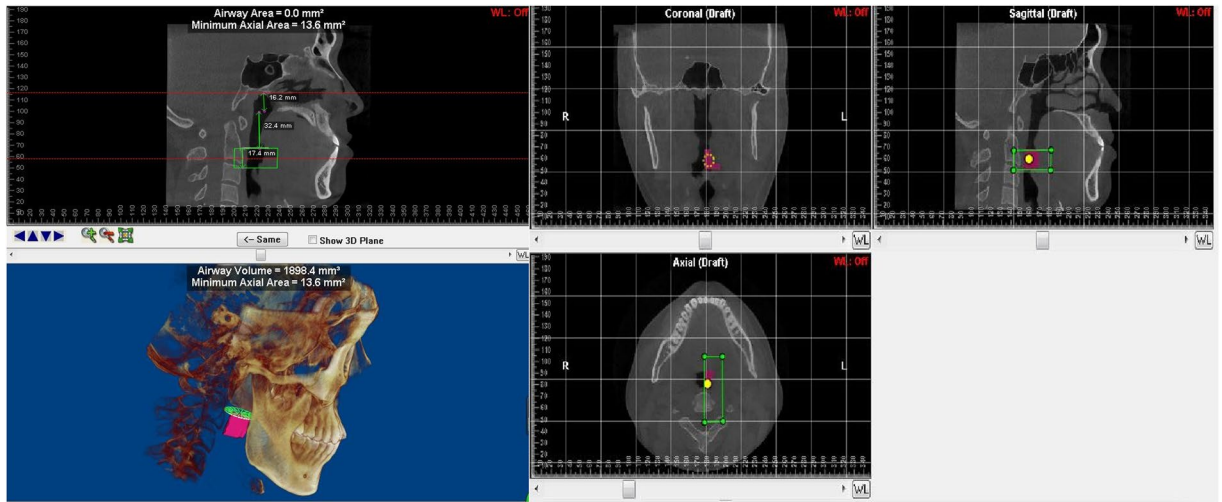 Airway Area = 0.0 mm²
Minimum Axial Area = 13.6 mm²
WL: Off
16.2 mm
32.4 mm
17.4 mm
<- Same
Show 3D Plane
WL
Airway Volume = 1898.4 mm³
Minimum Axial Area = 13.6 mm²
Coronal (Draft)
WL: Off
R
L
WL
Sagittal (Draft)
WL: Off
WL
Axial (Draft)
WL: Off
R
L
WL